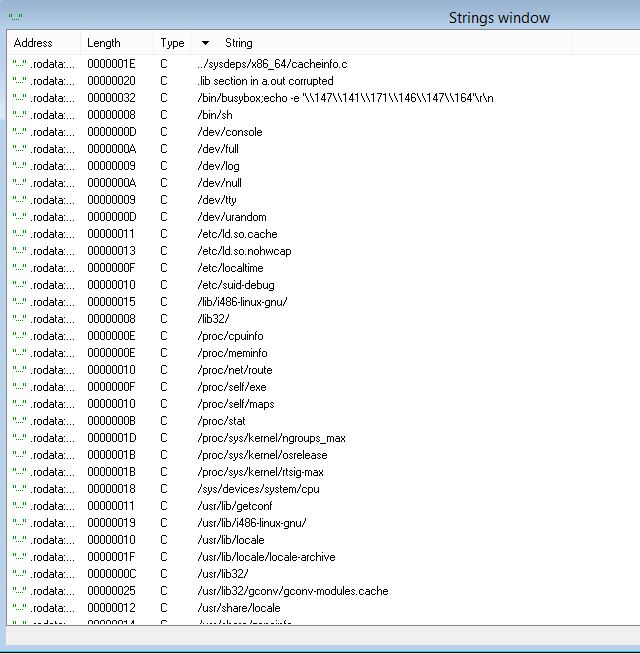 Strings window
Address Length Type String
"..." .rodata:... 0000001E C ../sysdeps/x86_64/cacheinfo.c
"..." .rodata:... 00000020 C .lib section in a.out corrupted
"..." .rodata:... 00000032 C /bin/busybox;echo -e "\\147\\141\\171\\146\\147\\164"\r\n
"..." .rodata:... 00000008 C /bin/sh
"..." .rodata:... 0000000D C /dev/console
"..." .rodata:... 0000000A C /dev/full
"..." .rodata:... 00000009 C /dev/log
"..." .rodata:... 0000000A C /dev/null
"..." .rodata:... 00000009 C /dev/tty
"..." .rodata:... 0000000D C /dev/urandom
"..." .rodata:... 00000011 C /etc/ld.so.cache
"..." .rodata:... 00000013 C /etc/ld.so.nohwcap
"..." .rodata:... 0000000F C /etc/localtime
"..." .rodata:... 00000010 C /etc/suid-debug
"..." .rodata:... 00000015 C /lib/i486-linux-gnu/
"..." .rodata:... 00000008 C /lib32/
"..." .rodata:... 0000000E C /proc/cpuinfo
"..." .rodata:... 0000000E C /proc/meminfo
"..." .rodata:... 00000010 C /proc/net/route
"..." .rodata:... 0000000F C /proc/self/exe
"..." .rodata:... 00000010 C /proc/self/maps
"..." .rodata:... 0000000B C /proc/stat
"..." .rodata:... 0000001D C /proc/sys/kernel/ngroups_max
"..." .rodata:... 0000001B C /proc/sys/kernel/osrelease
"..." .rodata:... 0000001B C /proc/sys/kernel/rtsig-max
"..." .rodata:... 00000018 C /sys/devices/system/cpu
"..." .rodata:... 00000011 C /usr/lib/getconf
"..." .rodata:... 00000019 C /usr/lib/i486-linux-gnu/
"..." .rodata:... 00000010 C /usr/lib/locale
"..." .rodata:... 0000001F C /usr/lib/locale/locale-archive
"..." .rodata:... 0000000C C /usr/lib32/
"..." .rodata:... 00000025 C /usr/lib32/gconv/gconv-modules.cache
"..." .rodata:... 00000012 C /usr/share/locale